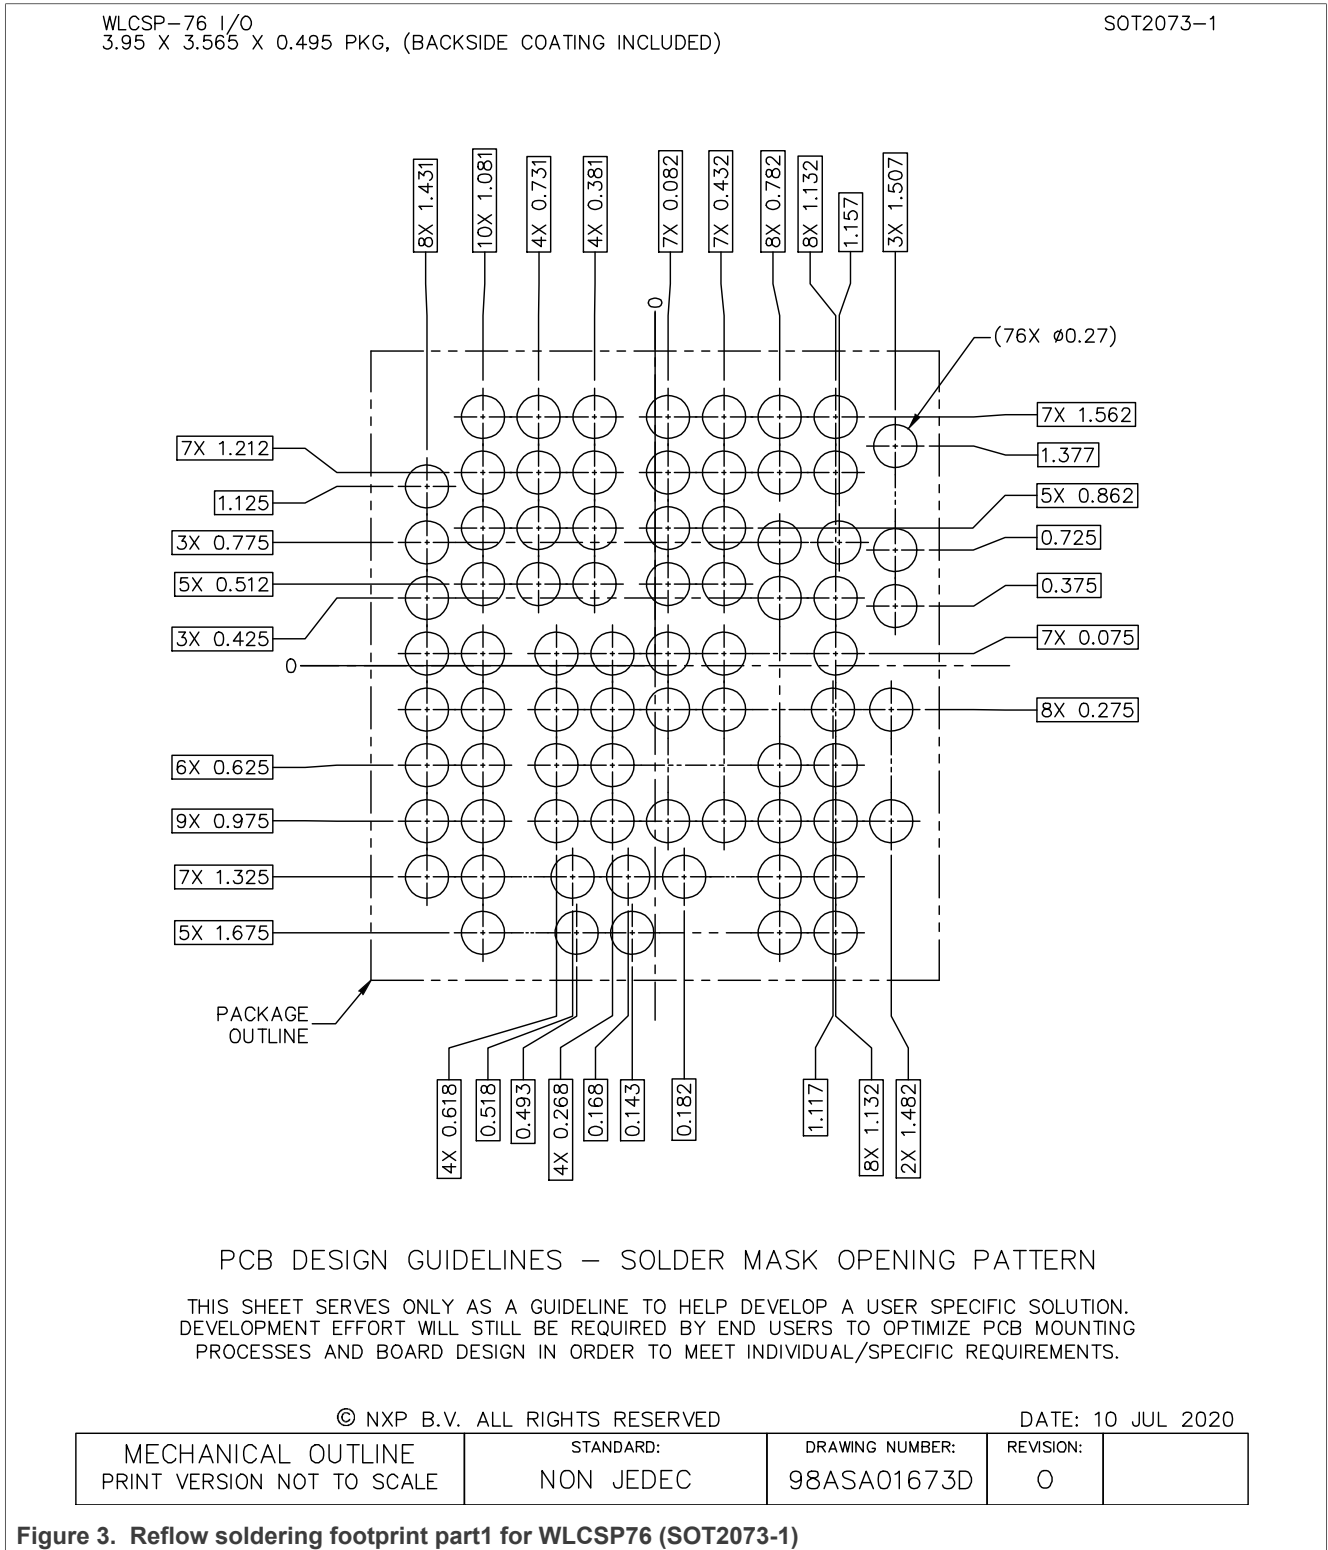 WLCSP-76 I/O
SOT2073-1
3.95 X 3.565 X 0.495 PKG, (BACKSIDE COATING INCLUDED)
8X 1.431
10X 1.081
4X 0.731
4X 0.381
7X 0.082
7X 0.432
8X 0.782
8X 1.132
1.157
3X 1.507
0
(76X ø0.27)
7X 1.562
7X 1.212
1.377
1.125
5X 0.862
3X 0.775
0.725
5X 0.512
0.375
3X 0.425
7X 0.075
0
8X 0.275
6X 0.625
9X 0.975
7X 1.325
5X 1.675
PACKAGE
OUTLINE
4X 0.618
0.518
0.493
4X 0.268
0.168
0.143
0.182
1.117
8X 1.132
2X 1.482
PCB DESIGN GUIDELINES – SOLDER MASK OPENING PATTERN
THIS SHEET SERVES ONLY AS A GUIDELINE TO HELP DEVELOP A USER SPECIFIC SOLUTION.
DEVELOPMENT EFFORT WILL STILL BE REQUIRED BY END USERS TO OPTIMIZE PCB MOUNTING
PROCESSES AND BOARD DESIGN IN ORDER TO MEET INDIVIDUAL/SPECIFIC REQUIREMENTS.
© NXP B.V. ALL RIGHTS RESERVED
DATE: 10 JUL 2020
MECHANICAL OUTLINE
PRINT VERSION NOT TO SCALE
STANDARD:
NON JEDEC
DRAWING NUMBER:
98ASA01673D
REVISION:
O
Figure 3. Reflow soldering footprint part1 for WLCSP76 (SOT2073-1)